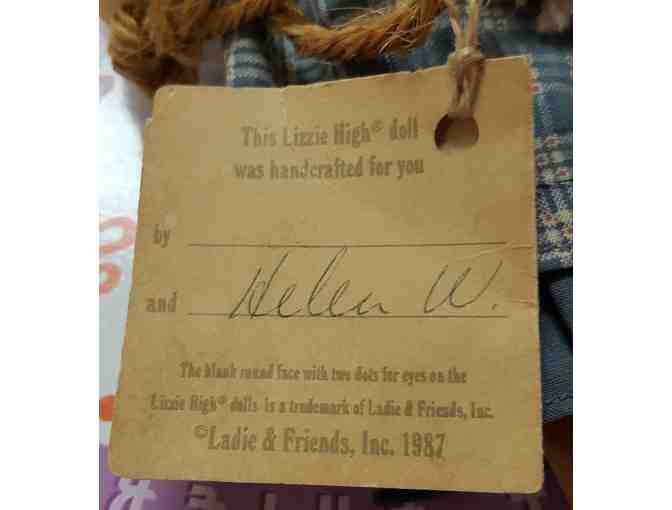 This Lizzie High® doll
was handcrafted for you
by
and Helen W.
The blank round face with two dots for eyes on the
Lizzie High® dolls is a trademark of Ladie & Friends, Inc.
©Ladie & Friends, Inc. 1987